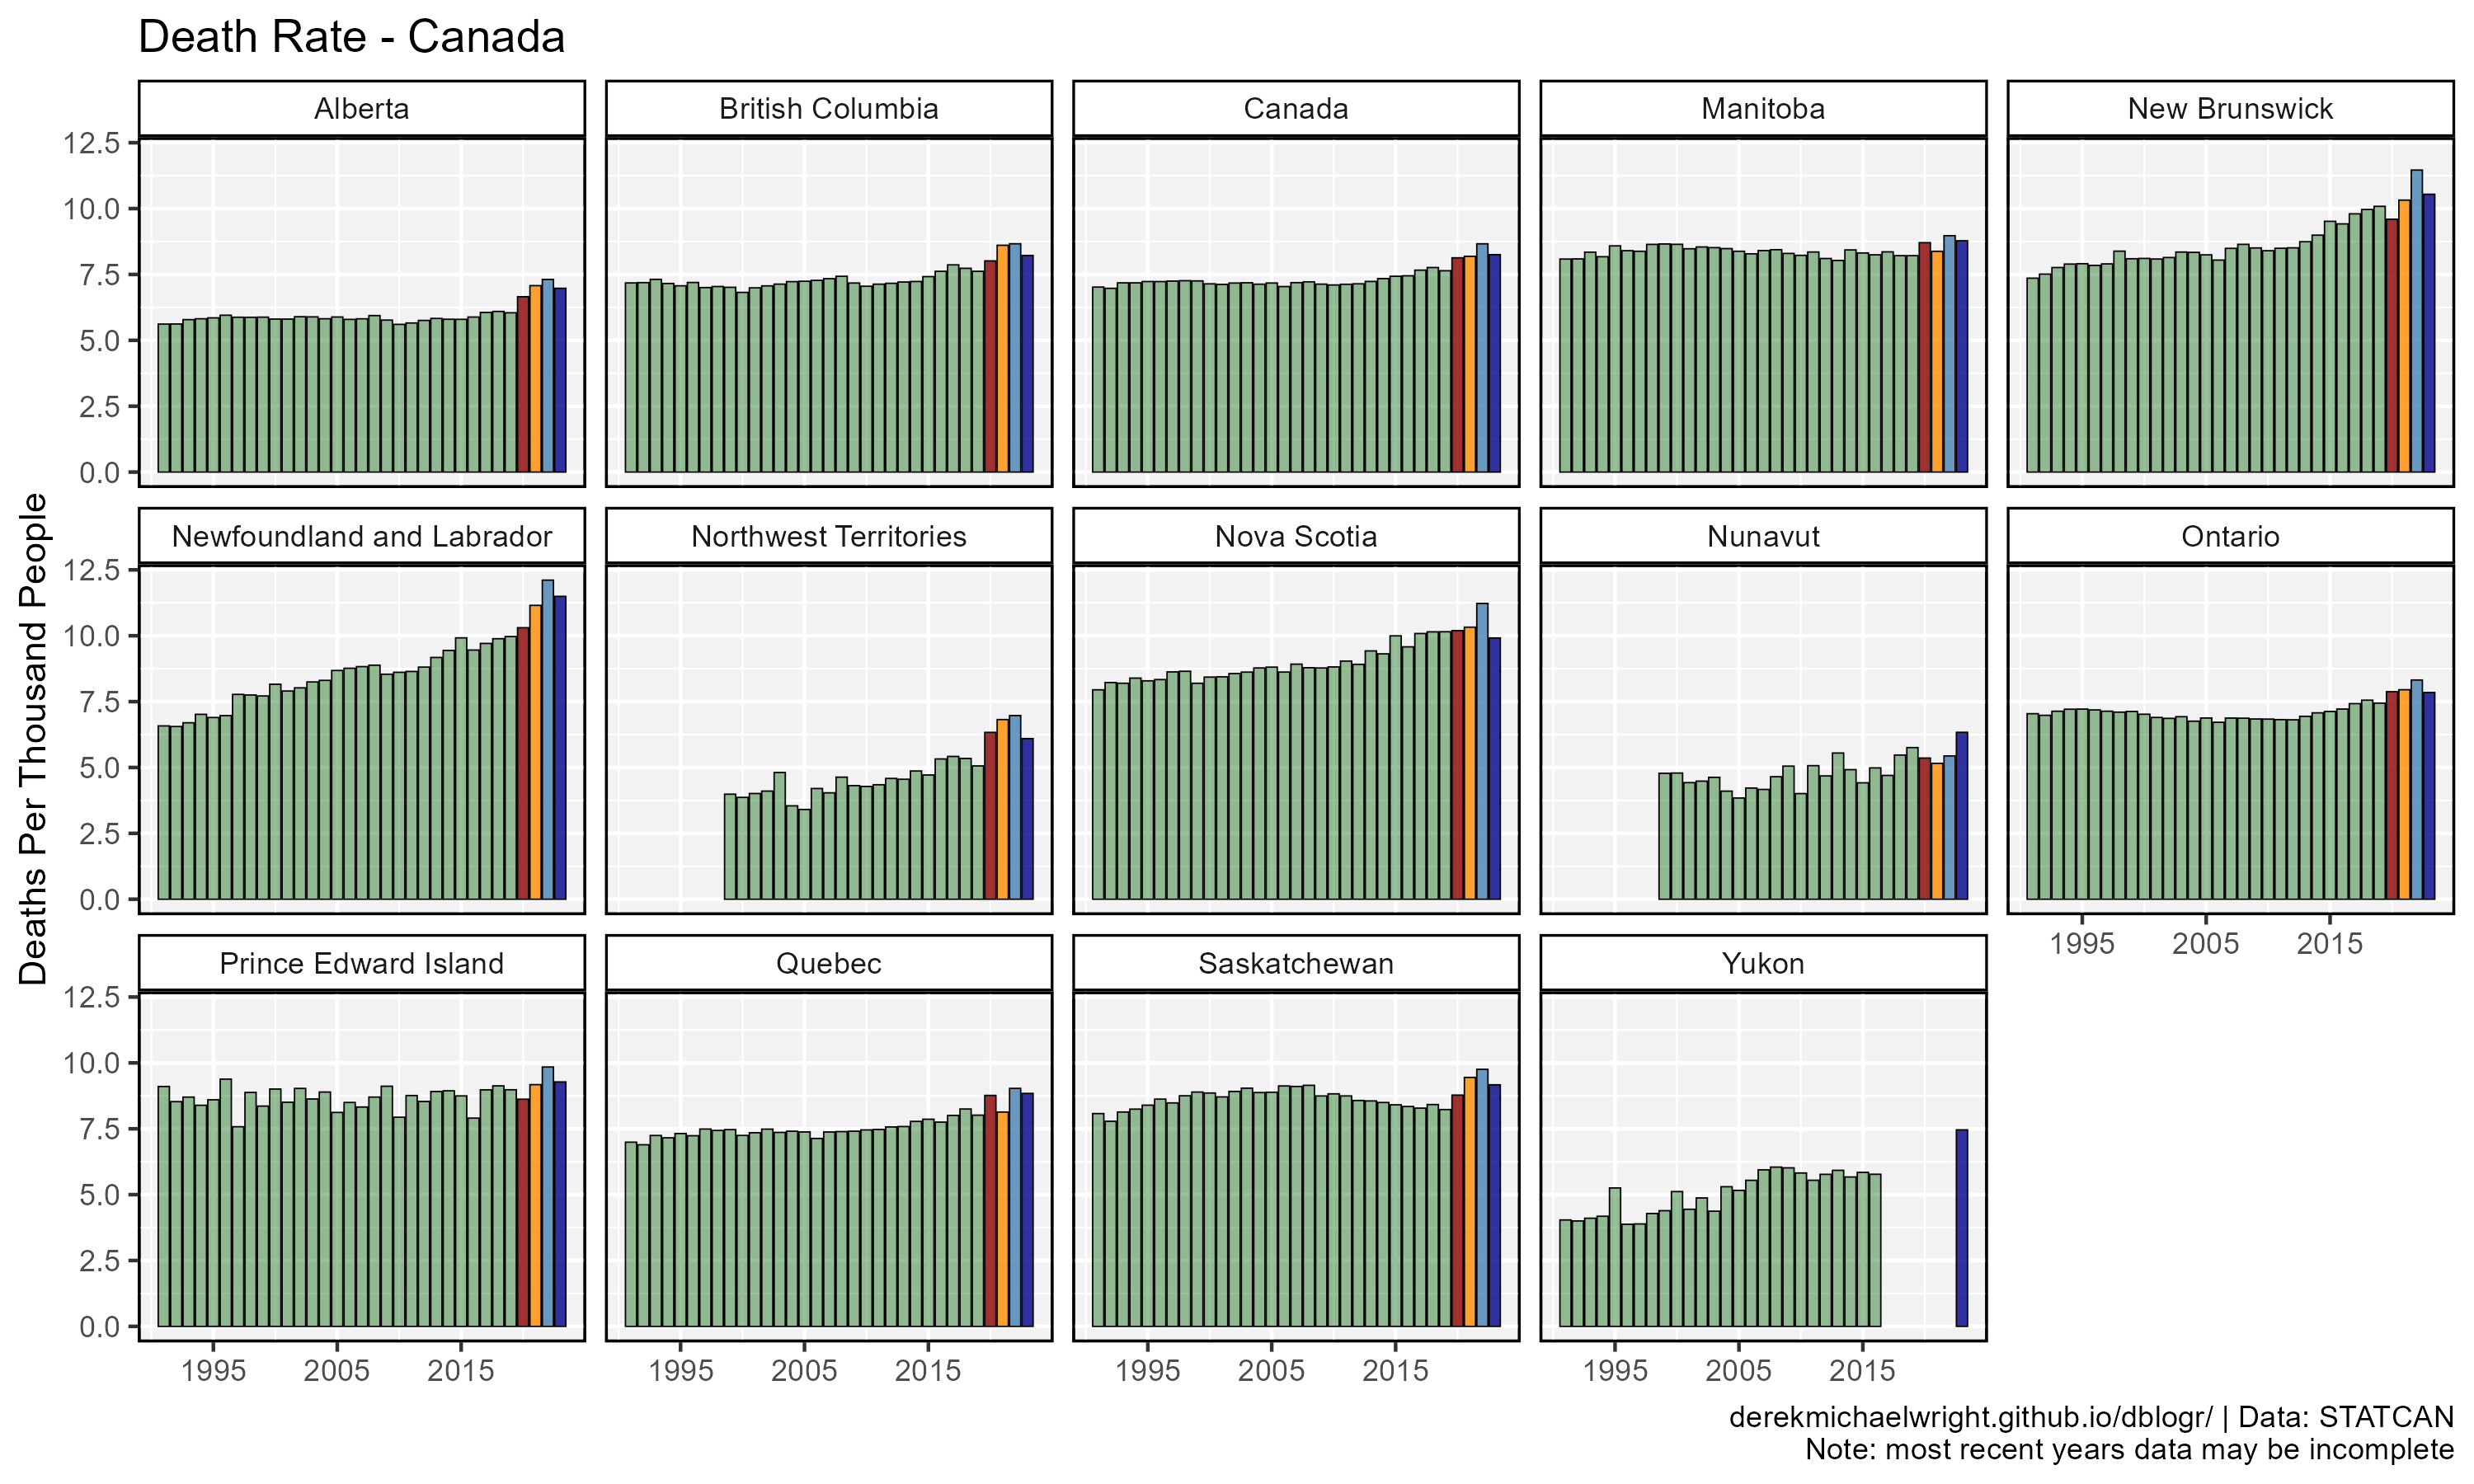 Death Rate - Canada
Deaths Per Thousand People
Alberta
British Columbia
Canada
Manitoba
New Brunswick
12.5
10.0
7.5
5.0
2.5
0.0
Newfoundland and Labrador
Northwest Territories
Nova Scotia
Nunavut
Ontario
12.5
10.0
7.5
5.0
2.5
0.0
1995 2005 2015
Prince Edward Island
Quebec
Saskatchewan
Yukon
12.5
10.0
7.5
5.0
2.5
0.0
1995 2005 2015
1995 2005 2015
1995 2005 2015
1995 2005 2015
derekmichaelwright.github.io/dblogr/ | Data: STATCAN
Note: most recent years data may be incomplete